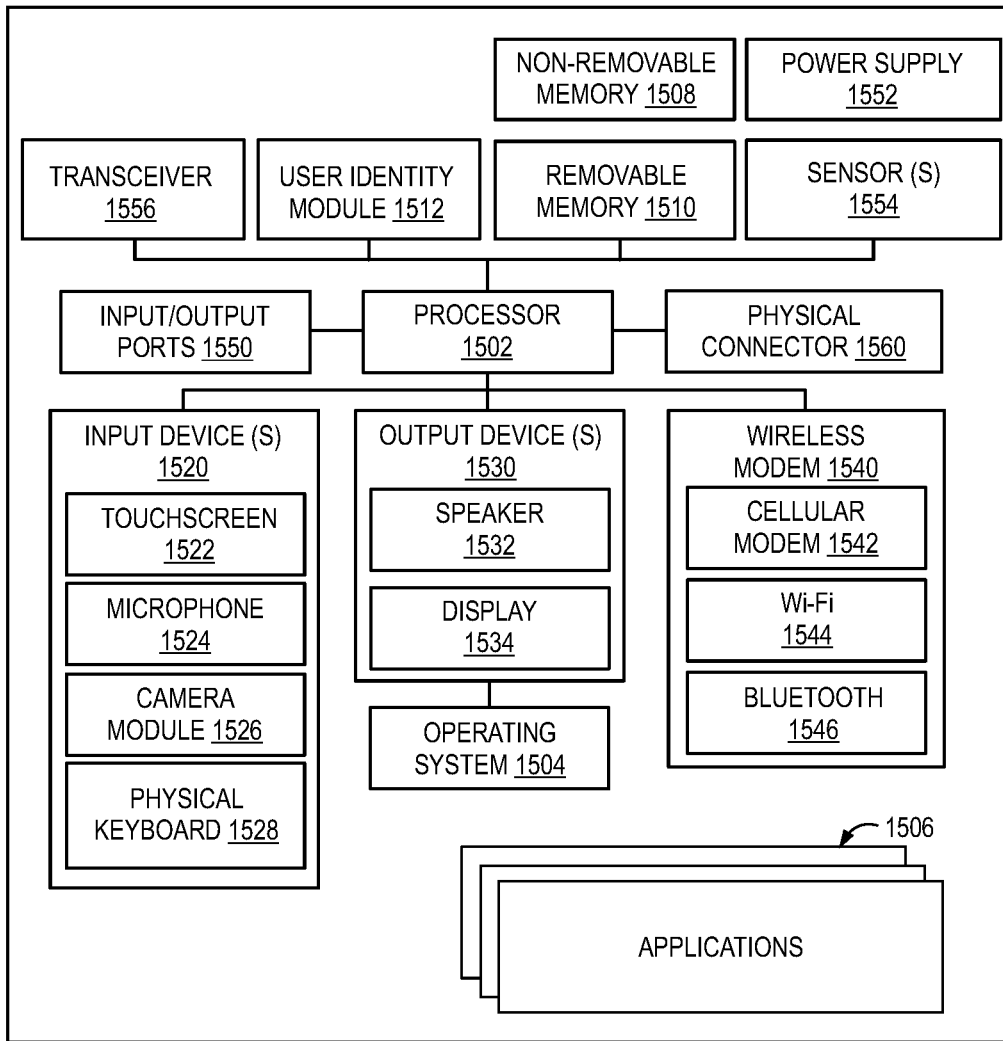 NON-REMOVABLE
MEMORY 1508
POWER SUPPLY
1552
TRANSCEIVER
1556
USER IDENTITY
MODULE 1512
REMOVABLE
MEMORY 1510
SENSOR (S)
1554
INPUT/OUTPUT
PORTS 1550
PROCESSOR
1502
PHYSICAL
CONNECTOR 1560
INPUT DEVICE (S)
1520
TOUCHSCREEN
1522
MICROPHONE
1524
CAMERA
MODULE 1526
PHYSICAL
KEYBOARD 1528
OUTPUT DEVICE (S)
1530
SPEAKER
1532
DISPLAY
1534
OPERATING
SYSTEM 1504
WIRELESS
MODEM 1540
CELLULAR
MODEM 1542
Wi-Fi
1544
BLUETOOTH
1546
1506
APPLICATIONS